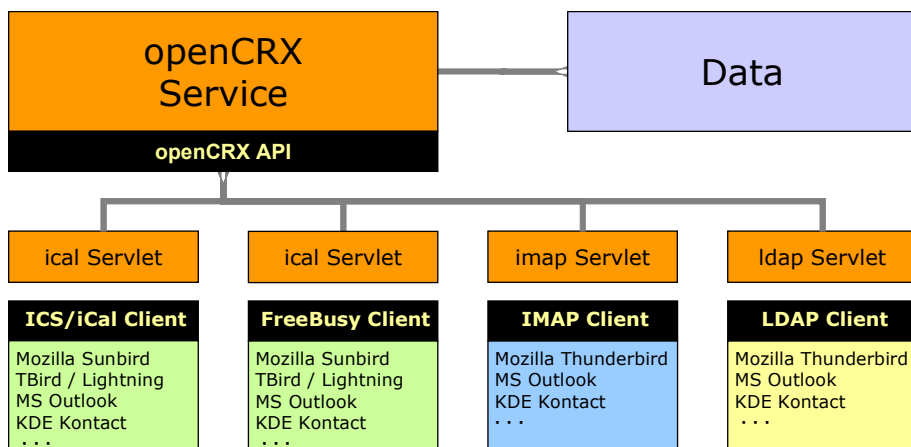 openCRX
Service
Data
openCRX API
ical Servlet
ical Servlet
imap Servlet
ldap Servlet
ICS/iCal Client
Mozilla Sunbird
TBird / Lightning
MS Outlook
KDE Kontact
. . .
FreeBusy Client
Mozilla Sunbird
TBird / Lightning
MS Outlook
KDE Kontact
. . .
IMAP Client
Mozilla Thunderbird
MS Outlook
KDE Kontact
. . .
LDAP Client
Mozilla Thunderbird
MS Outlook
KDE Kontact
. . .